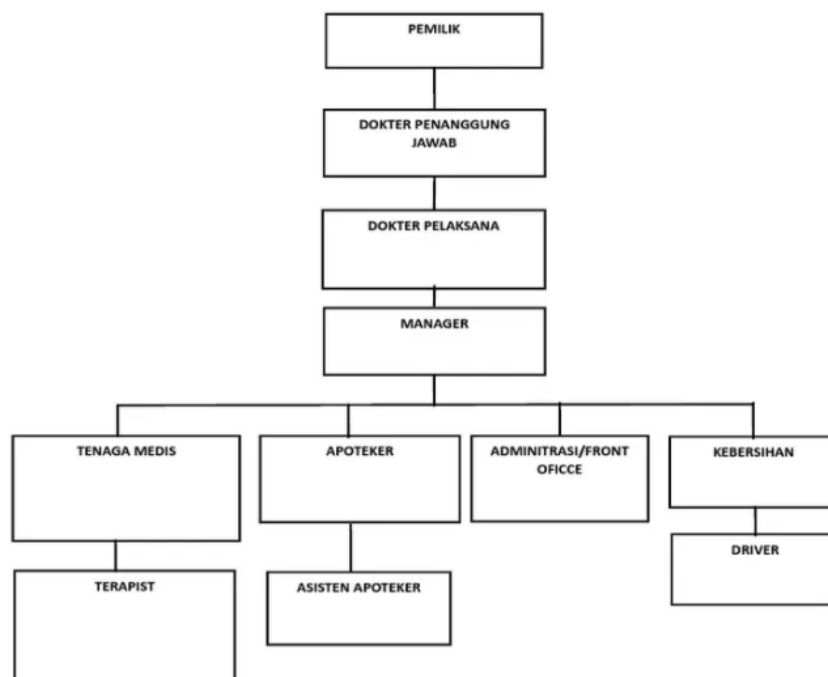 PEMILIK
DOKTER PENANGGUNG
JAWAB
DOKTER PELAKSANA
MANAGER
TENAGA MEDIS
APOTEKER
ADMINITRASI/FRONT
OFICCE
KEBERSIHAN
TERAPIST
ASISTEN APOTEKER
DRIVER